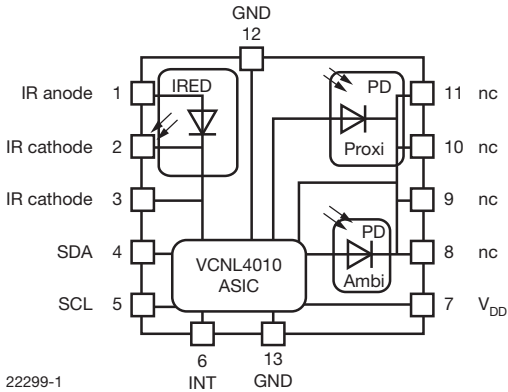 GND
12
IR anode 1
IRED
PD
11 nc
IR cathode 2
Proxi
10 nc
IR cathode 3
9 nc
PD
SDA 4
VCNL4010
ASIC
Ambi
8 nc
SCL 5
7 VDD
6
13
22299-1
INT
GND